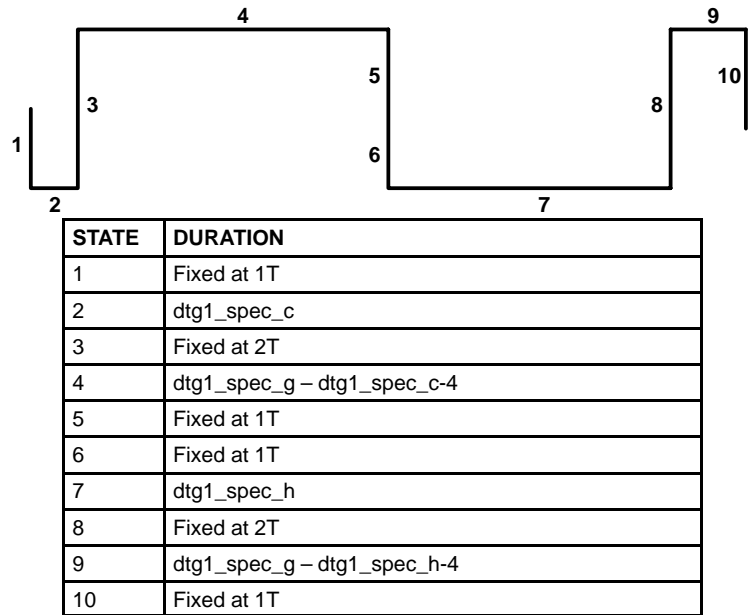 4
9
5
10
3
8
1
6
2
7
STATE DURATION
1 Fixed at 1T
2 dtg1_spec_c
3 Fixed at 2T
4 dtg1_spec_g – dtg1_spec_c-4
5 Fixed at 1T
6 Fixed at 1T
7 dtg1_spec_h
8 Fixed at 2T
9 dtg1_spec_g – dtg1_spec_h-4
10 Fixed at 1T